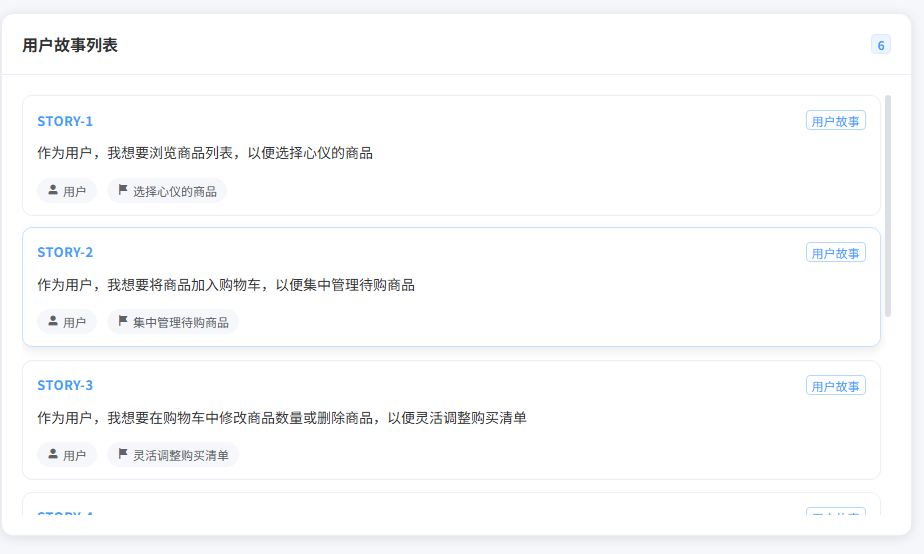 用户故事列表
6
STORY-1
用户故事
作为用户，我想要浏览商品列表，以便选择心仪的商品
用户
选择心仪的商品
STORY-2
用户故事
作为用户，我想要将商品加入购物车，以便集中管理待购商品
用户
集中管理待购商品
STORY-3
用户故事
作为用户，我想要在购物车中修改商品数量或删除商品，以便灵活调整购买清单
用户
灵活调整购买清单
STORY-4
用户故事